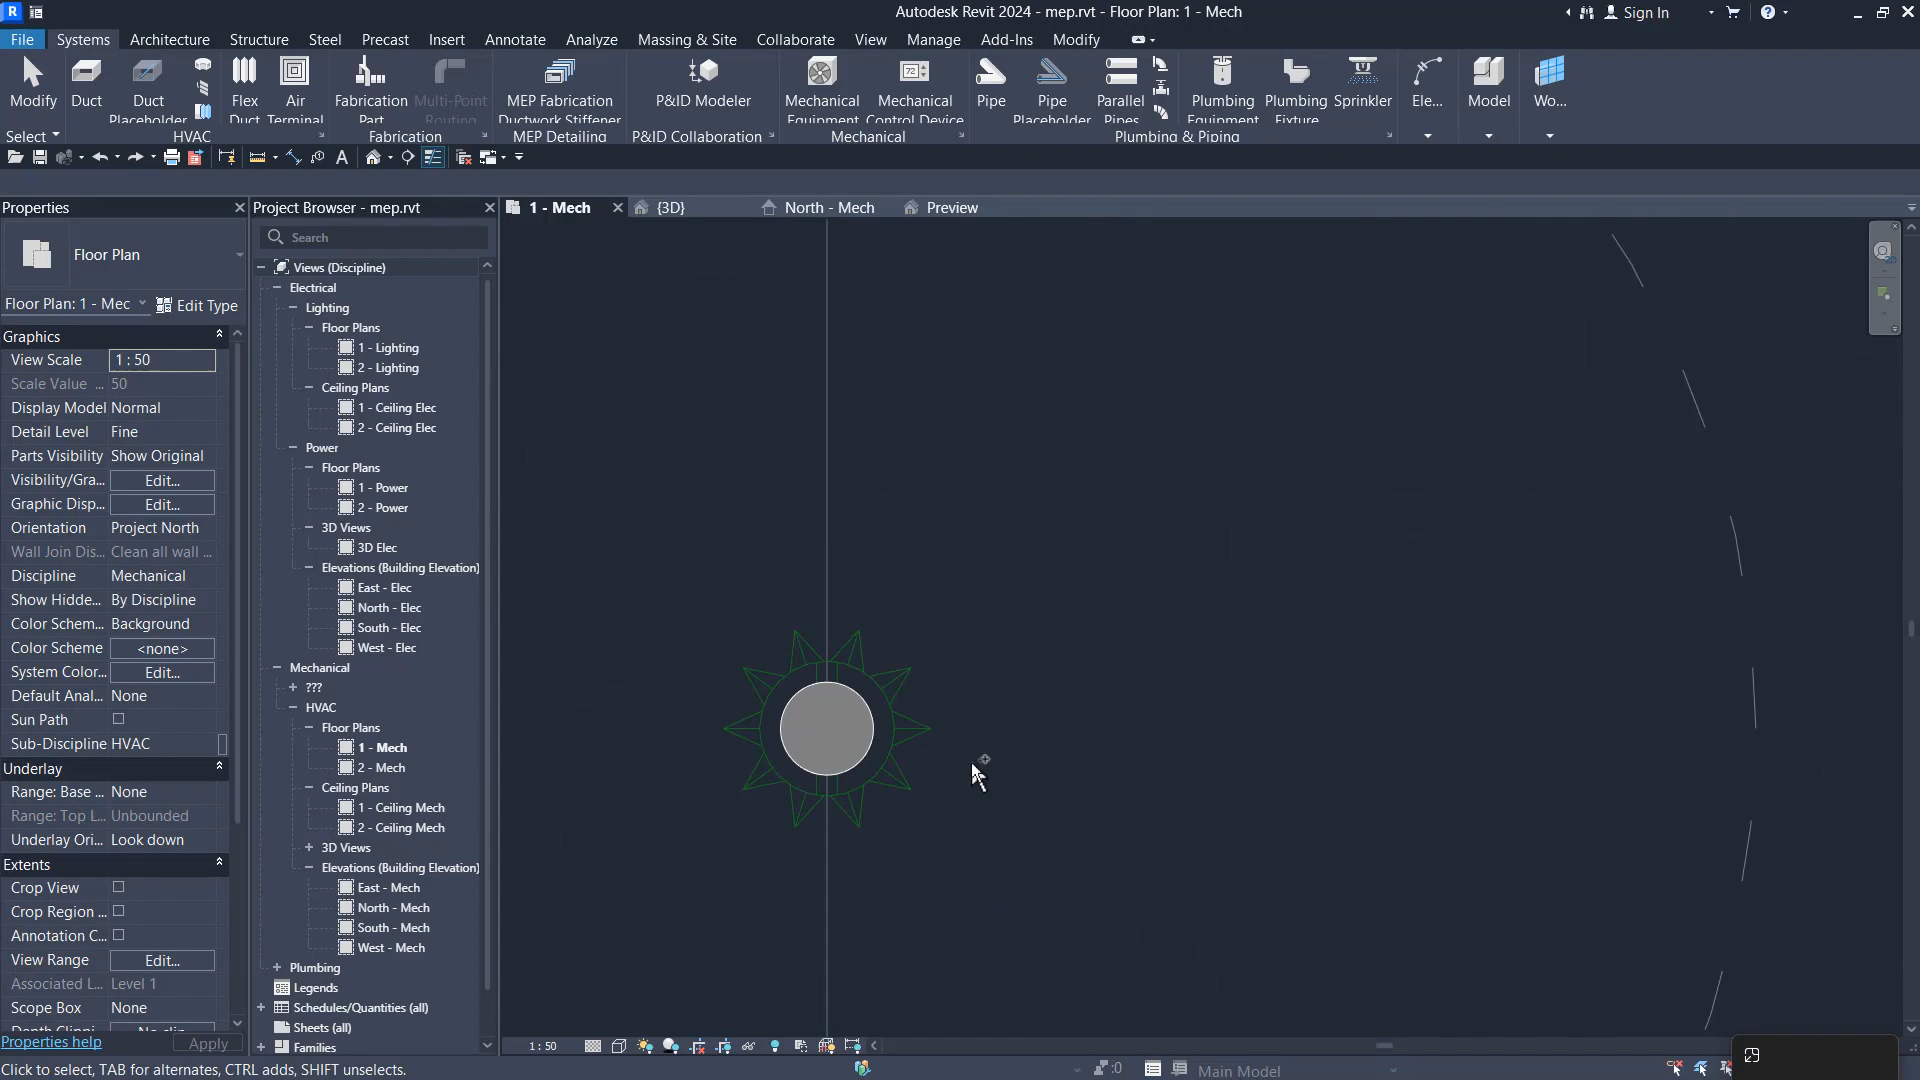 R Autodesk Revit 2024 - mep.rvt - Floor Plan: 1 - Mech Sign In
File Systems Architecture Structure Steel Precast Insert Annotate Analyze Massing & Site Collaborate View Manage Add-Ins Modify
Modify Duct Duct Placeholder Flex Duct Air Terminal Fabrication Part Multi-Point Routing MEP Fabrication Ductwork Stiffener P&ID Modeler Mechanical Equipment Mechanical Control Device Pipe Pipe Placeholder Parallel Pipes Plumbing Equipment Plumbing Fixture Sprinkler Ele... Model Wo...
Select HVAC Fabrication MEP Detailing P&ID Collaboration Mechanical Plumbing & Piping
Properties
Floor Plan
Floor Plan: 1 - Mec Edit Type
Graphics
View Scale 1 : 50
Scale Value ... 50
Display Model Normal
Detail Level Fine
Parts Visibility Show Original
Visibility/Gra... Edit...
Graphic Disp... Edit...
Orientation Project North
Wall Join Dis... Clean all wall ...
Discipline Mechanical
Show Hidde... By Discipline
Color Schem... Background
Color Scheme <none>
System Color... Edit...
Default Anal... None
Sun Path
Sub-Discipline HVAC
Underlay
Range: Base ... None
Range: Top L... Unbounded
Underlay Ori... Look down
Extents
Crop View
Crop Region ...
Annotation C...
View Range Edit...
Associated L... Level 1
Scope Box None
Properties help Apply
Project Browser - mep.rvt
Search
Views (Discipline)
Electrical
Lighting
Floor Plans
1 - Lighting
2 - Lighting
Ceiling Plans
1 - Ceiling Elec
2 - Ceiling Elec
Power
Floor Plans
1 - Power
2 - Power
3D Views
3D Elec
Elevations (Building Elevation)
East - Elec
North - Elec
South - Elec
West - Elec
Mechanical
???
HVAC
Floor Plans
1 - Mech
2 - Mech
Ceiling Plans
1 - Ceiling Mech
2 - Ceiling Mech
3D Views
Elevations (Building Elevation)
East - Mech
North - Mech
South - Mech
West - Mech
Plumbing
Legends
Schedules/Quantities (all)
Sheets (all)
Families
1 - Mech {3D} North - Mech Preview
1 : 50
Click to select, TAB for alternates, CTRL adds, SHIFT unselects. :0 Main Model